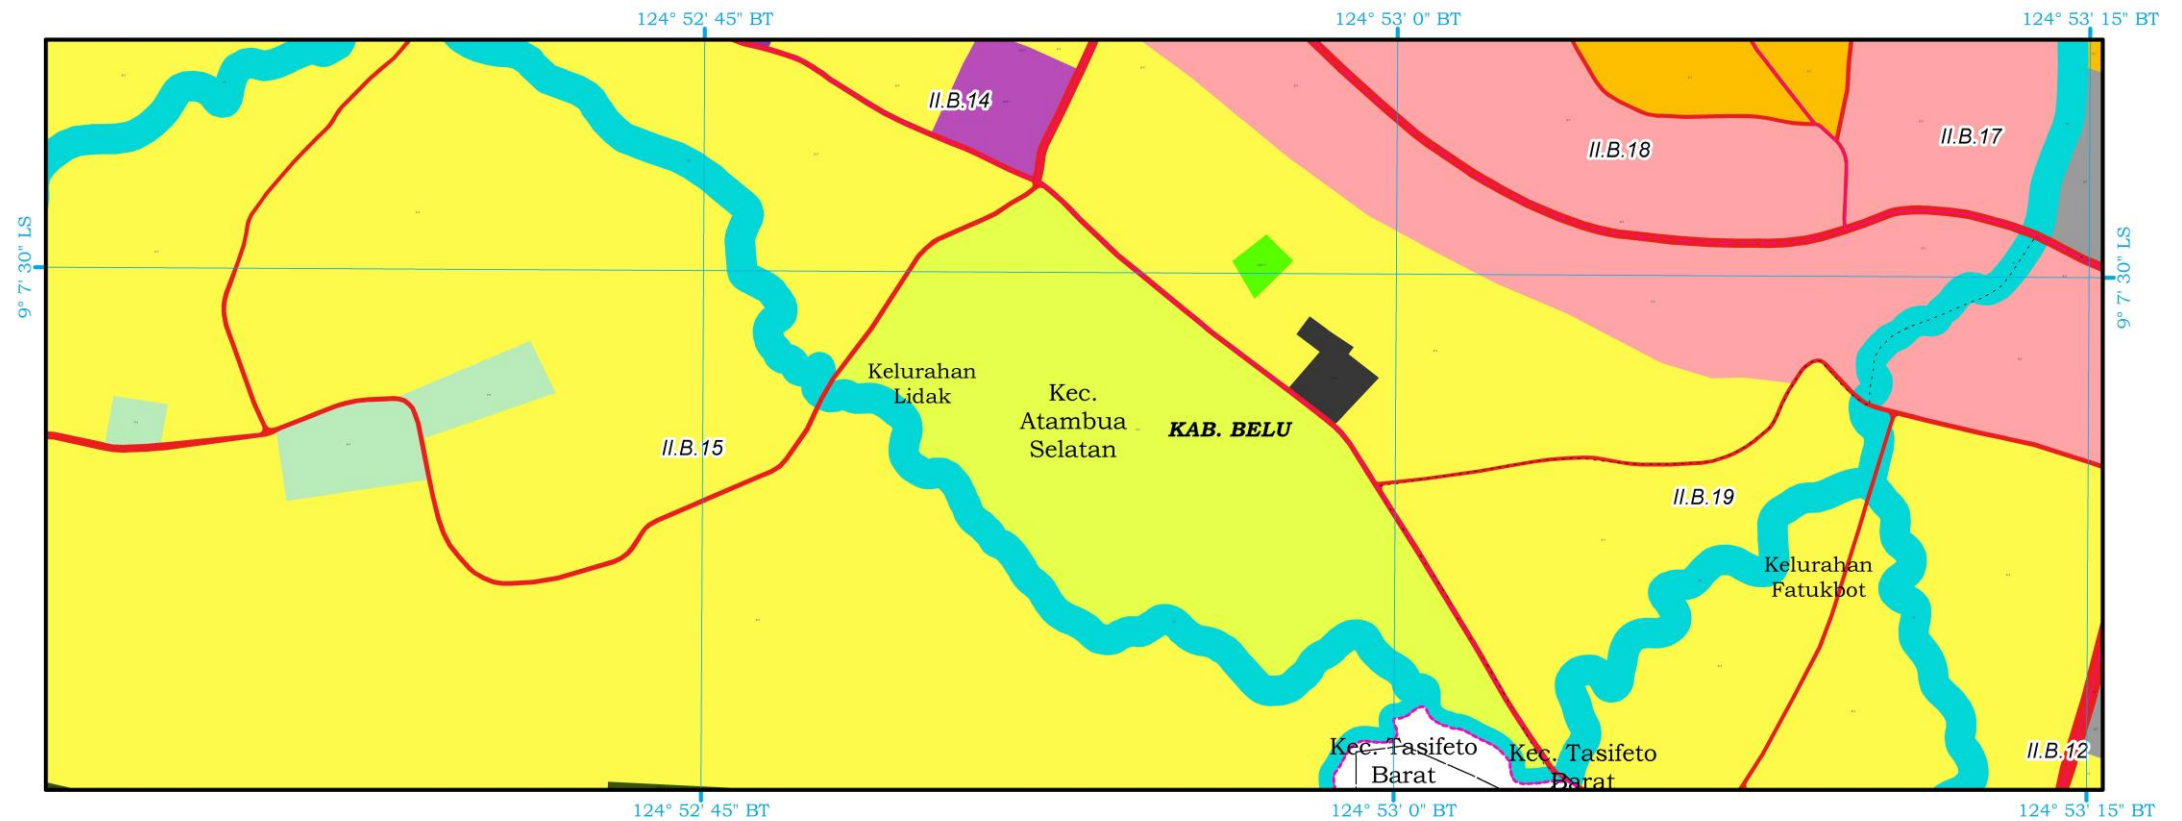 124° 52' 45" BT
124° 53' 0" BT
124° 53' 15" BT
II.B.14
II.B.17
II.B.18
9° 7' 30" LS
9° 7' 30" LS
Kelurahan
Lidak
Kec.
Atambua
Selatan
KAB. BELU
II.B.15
II.B.19
Kelurahan
Fatukbot
Kec. Tasifeto
Barat
Kec. Tasifeto
Barat
II.B.12
124° 52' 45" BT
124° 53' 0" BT
124° 53' 15" BT